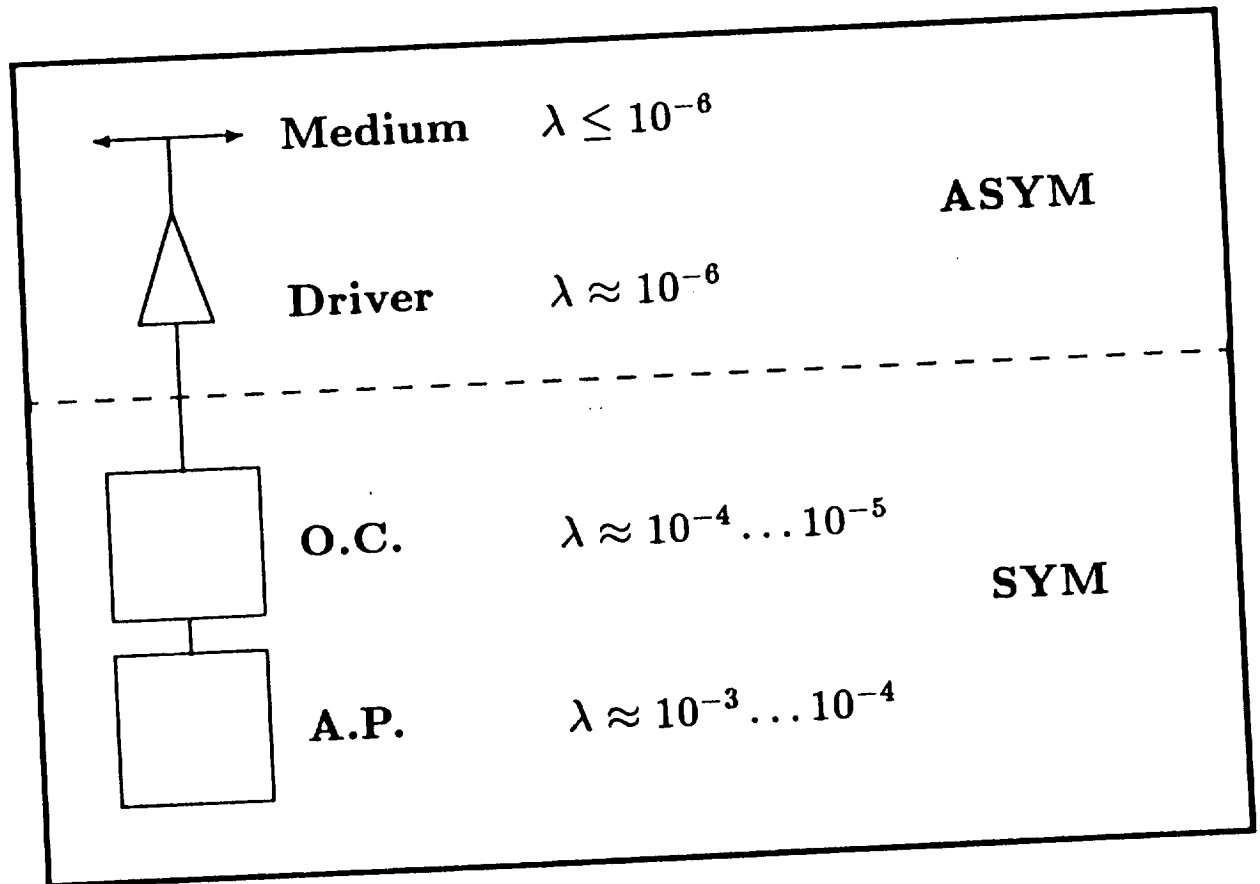 Medium λ ≤ 10⁻⁶
ASYM
Driver λ ≈ 10⁻⁶
O.C. λ ≈ 10⁻⁴ … 10⁻⁵
SYM
A.P. λ ≈ 10⁻³ … 10⁻⁴